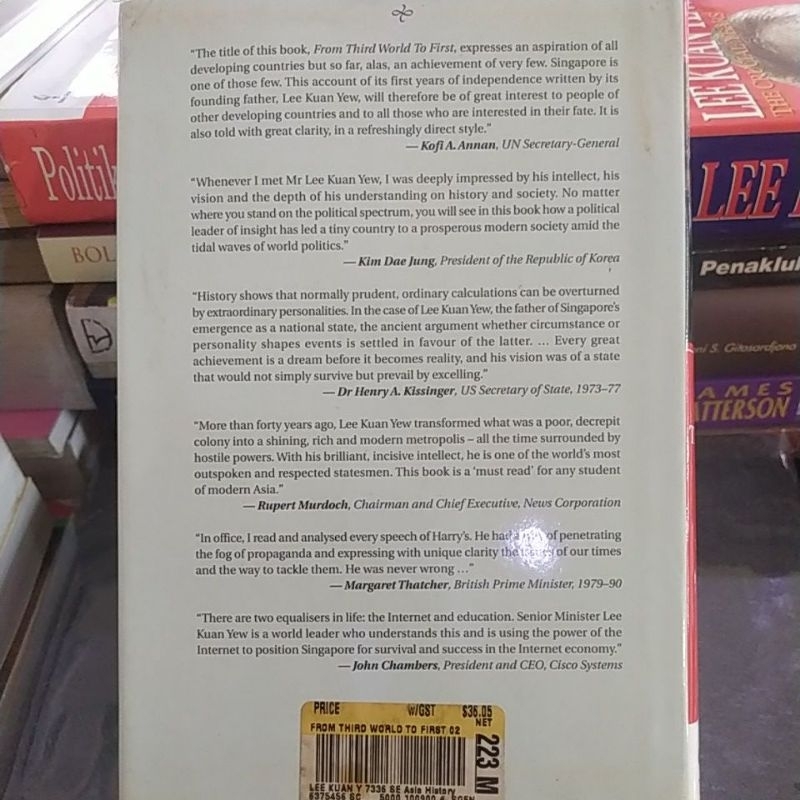 "The title of this book, From Third World To First, expresses an aspiration of all
developing countries but so far, alas, an achievement of very few. Singapore is
one of those few. This account of its first years of independence written by its
founding father, Lee Kuan Yew, will therefore be of great interest to people of
other developing countries and to all those who are interested in their fate. It is
also told with great clarity, in a refreshingly direct style."
— Kofi A. Annan, UN Secretary-General
"Whenever I met Mr Lee Kuan Yew, I was deeply impressed by his intellect, his
vision and the depth of his understanding on history and society. No matter
where you stand on the political spectrum, you will see in this book how a political
leader of insight has led a tiny country to a prosperous modern society amid the
tidal waves of world politics."
— Kim Dae Jung, President of the Republic of Korea
"History shows that normally prudent, ordinary calculations can be overturned
by extraordinary personalities. In the case of Lee Kuan Yew, the father of Singapore's
emergence as a national state, the ancient argument whether circumstance or
personality shapes events is settled in favour of the latter. ... Every great
achievement is a dream before it becomes reality, and his vision was of a state
that would not simply survive but prevail by excelling."
— Dr Henry A. Kissinger, US Secretary of State, 1973–77
"More than forty years ago, Lee Kuan Yew transformed what was a poor, decrepit
colony into a shining, rich and modern metropolis – all the time surrounded by
hostile powers. With his brilliant, incisive intellect, he is one of the world's most
outspoken and respected statesmen. This book is a 'must read' for any student
of modern Asia."
— Rupert Murdoch, Chairman and Chief Executive, News Corporation
"In office, I read and analysed every speech of Harry's. He had of penetrating
the fog of propaganda and expressing with unique clarity the of our times
and the way to tackle them. He was never wrong ..."
— Margaret Thatcher, British Prime Minister, 1979–90
"There are two equalisers in life: the Internet and education. Senior Minister Lee
Kuan Yew is a world leader who understands this and is using the power of the
Internet to position Singapore for survival and success in the Internet economy."
— John Chambers, President and CEO, Cisco Systems
PRICE W/GST $36.05
NET
FROM THIRD WORLD TO FIRST 02
223 M
LEE KUAN Y 7336 SE Asia History
Politik
BOL
LEE KUAN
LEE
Penaklu
Gitosardjono
AMES
ATTERSON